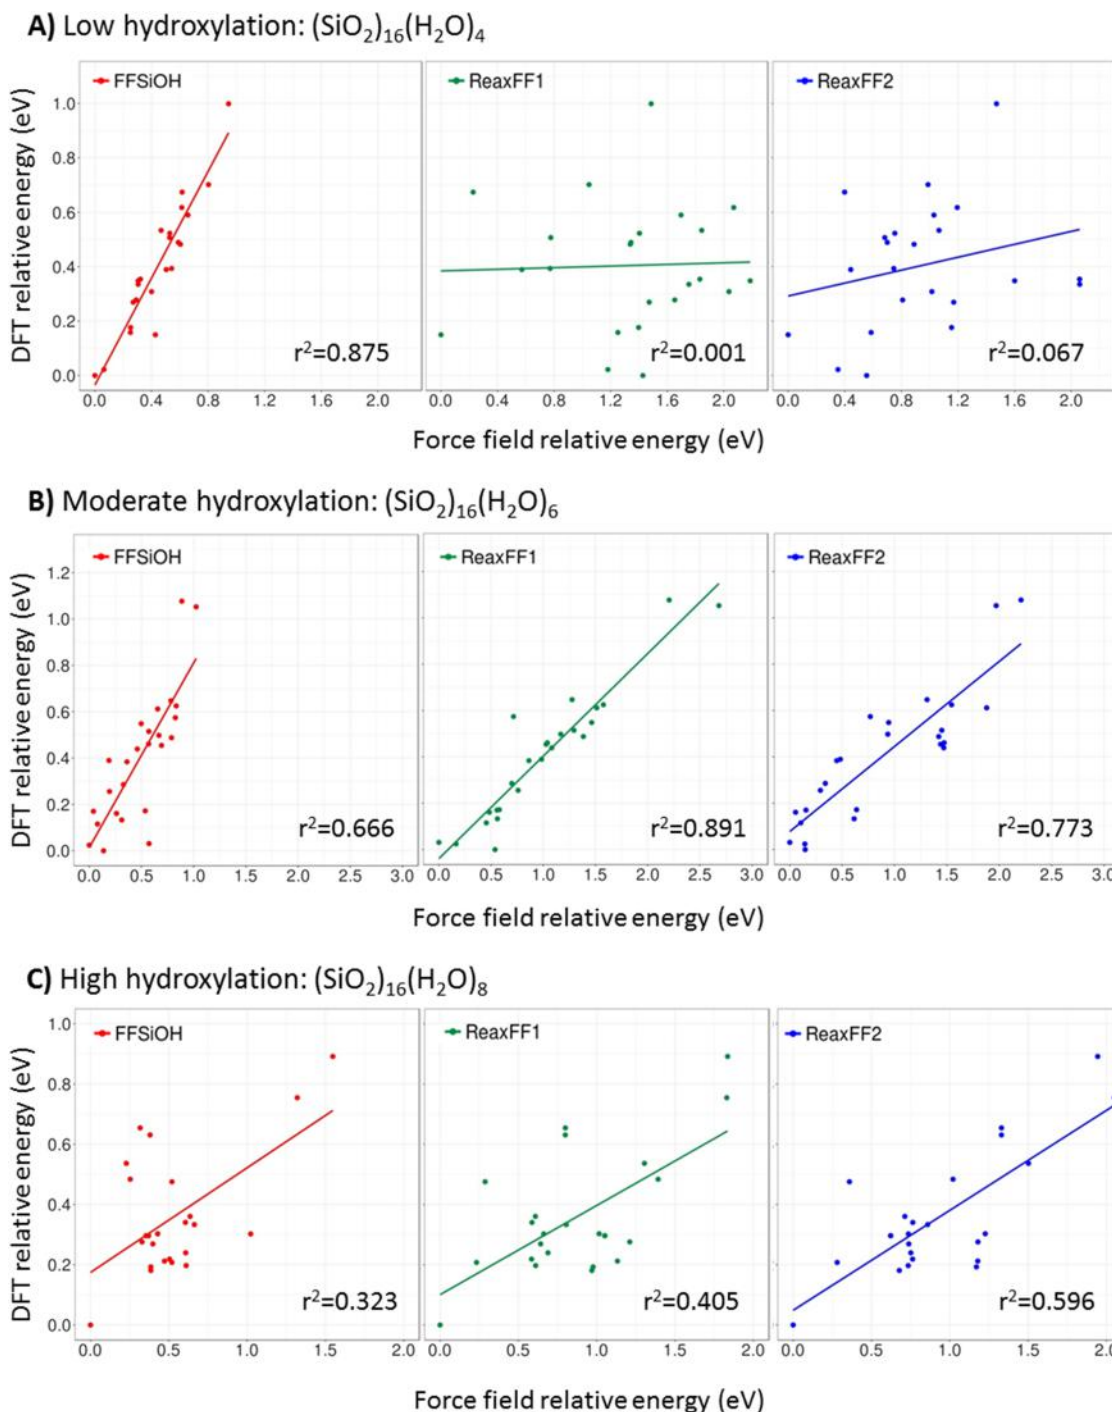 A) Low hydroxylation: (SiO2)16(H2O)4
FFSiOH ReaxFF1 ReaxFF2
DFT relative energy (eV)
1.0
0.8
0.6
0.4
0.2
0.0
r2=0.875 r2=0.001 r2=0.067
0.0 0.4 0.8 1.2 1.6 2.0 0.0 0.4 0.8 1.2 1.6 2.0 0.0 0.4 0.8 1.2 1.6 2.0
Force field relative energy (eV)
B) Moderate hydroxylation: (SiO2)16(H2O)6
FFSiOH ReaxFF1 ReaxFF2
DFT relative energy (eV)
1.2
1.0
0.8
0.6
0.4
0.2
0.0
r2=0.666 r2=0.891 r2=0.773
0.0 0.5 1.0 1.5 2.0 2.5 3.0 0.0 0.5 1.0 1.5 2.0 2.5 3.0 0.0 0.5 1.0 1.5 2.0 2.5 3.0
Force field relative energy (eV)
C) High hydroxylation: (SiO2)16(H2O)8
FFSiOH ReaxFF1 ReaxFF2
DFT relative energy (eV)
1.0
0.8
0.6
0.4
0.2
0.0
r2=0.323 r2=0.405 r2=0.596
0.0 0.5 1.0 1.5 2.0 0.0 0.5 1.0 1.5 2.0 0.0 0.5 1.0 1.5 2.0
Force field relative energy (eV)